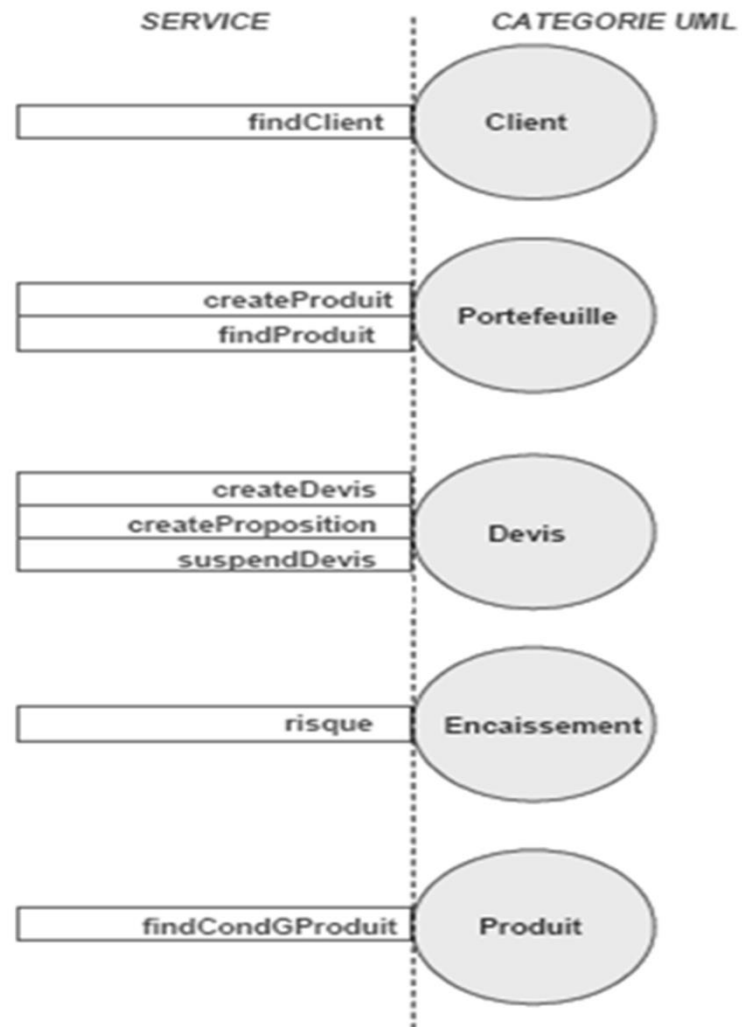 SERVICE CATEGORIE UML
findClient Client
createProduit
findProduit
Portefeuille
createDevis
createProposition
suspendDevis
Devis
risque Encaissement
findCondGProduit Produit